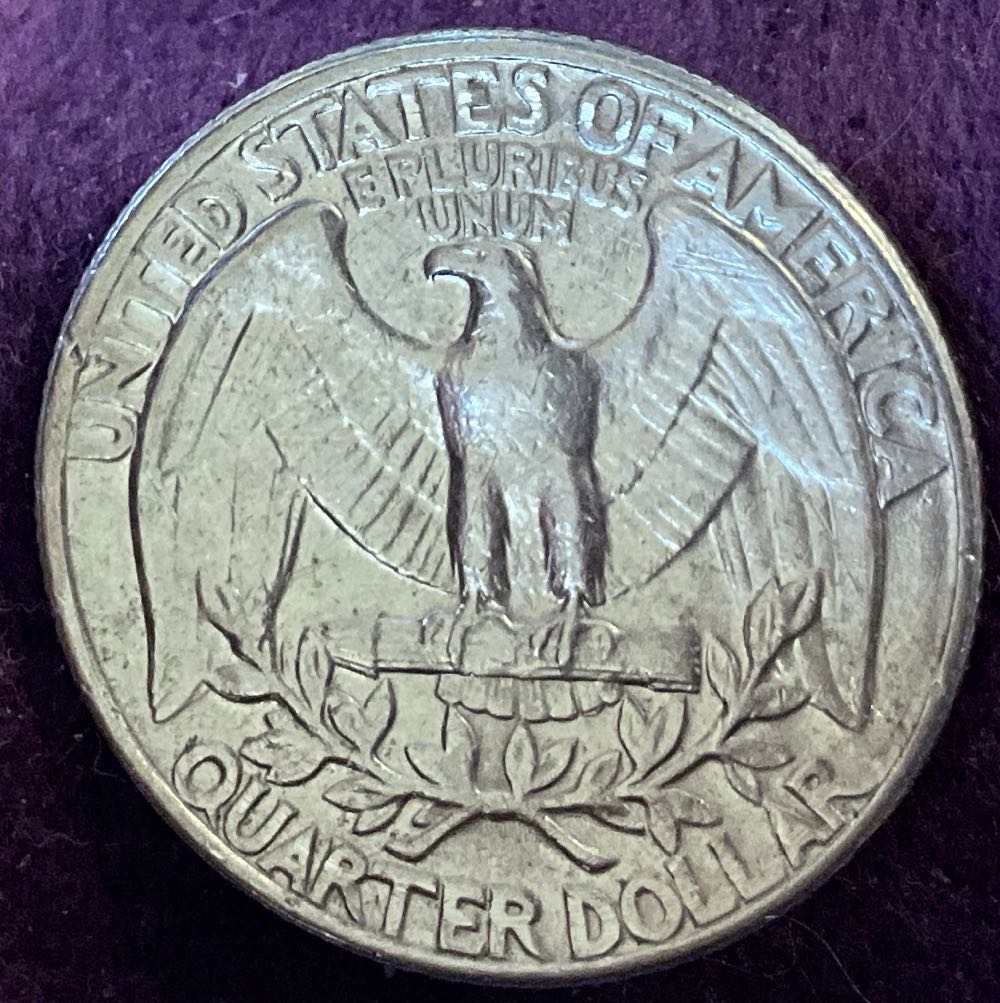 UNITED STATES OF AMERICA
E PLURIBUS
UNUM
QUARTER DOLLAR